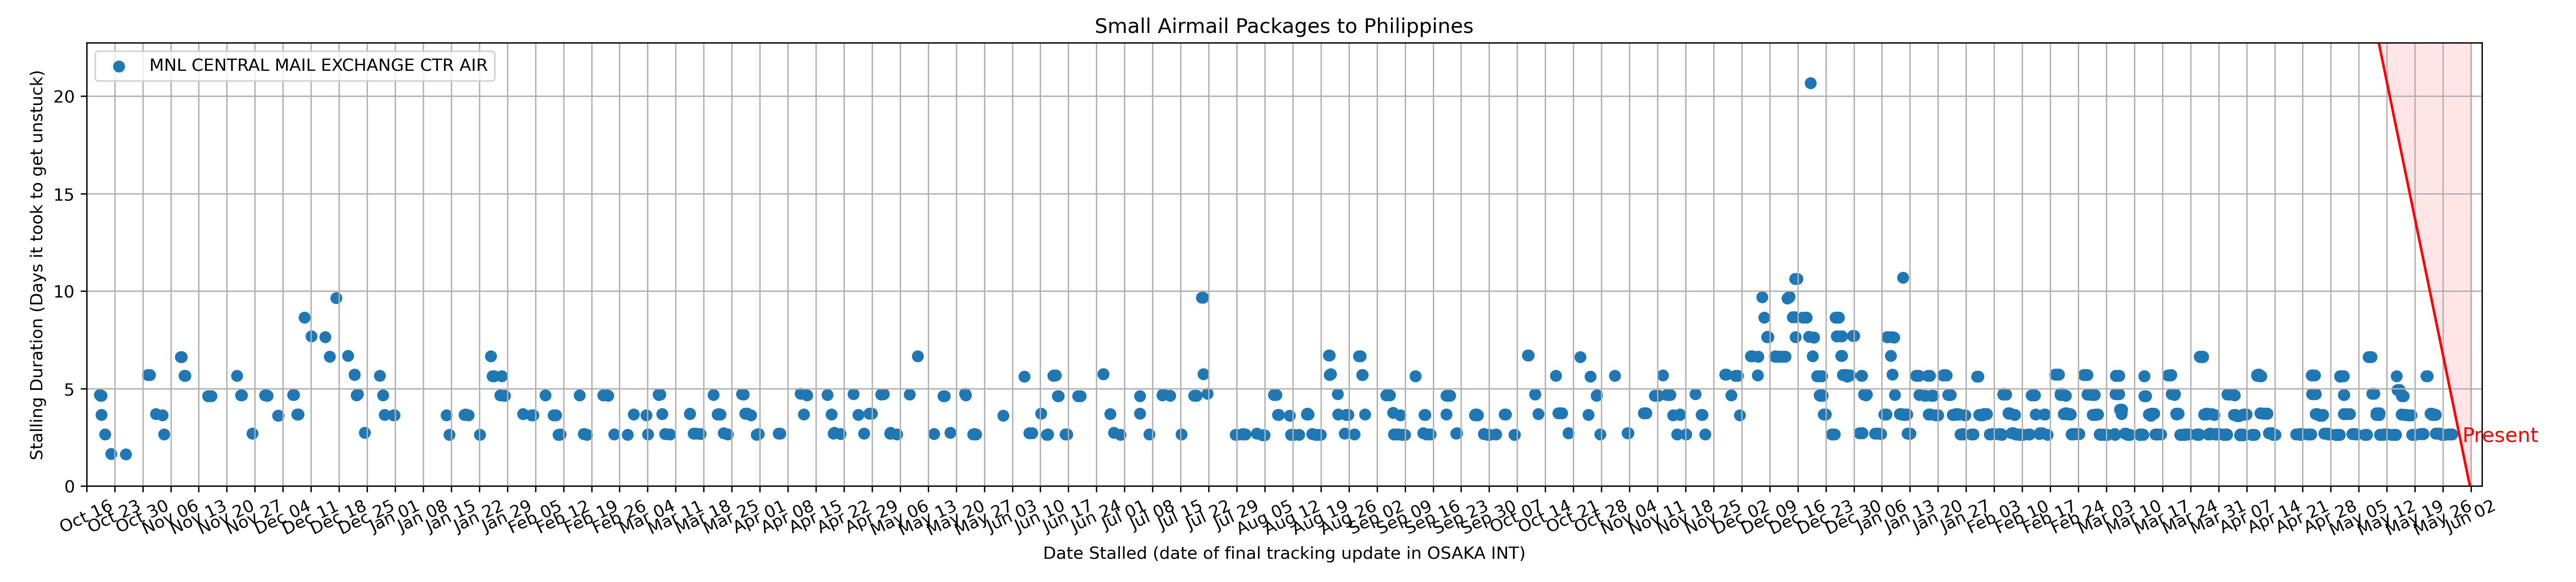 Small Airmail Packages to Philippines
MNL CENTRAL MAIL EXCHANGE CTR AIR
Stalling Duration (Days it took to get unstuck)
20
15
10
5
0
Present
Oct 16
Oct 23
Oct 30
Nov 06
Nov 13
Nov 20
Nov 27
Dec 04
Dec 11
Dec 18
Dec 25
Jan 01
Jan 08
Jan 15
Jan 22
Jan 29
Feb 05
Feb 12
Feb 19
Feb 26
Mar 04
Mar 11
Mar 18
Mar 25
Apr 01
Apr 08
Apr 15
Apr 22
Apr 29
May 06
May 13
May 20
May 27
Jun 03
Jun 10
Jun 17
Jun 24
Jul 01
Jul 08
Jul 15
Jul 22
Jul 29
Aug 05
Aug 12
Aug 19
Aug 26
Sep 02
Sep 09
Sep 16
Sep 23
Sep 30
Oct 07
Oct 14
Oct 21
Oct 28
Nov 04
Nov 11
Nov 18
Nov 25
Dec 02
Dec 09
Dec 16
Dec 23
Dec 30
Jan 06
Jan 13
Jan 20
Jan 27
Feb 03
Feb 10
Feb 17
Feb 24
Mar 03
Mar 10
Mar 17
Mar 24
Mar 31
Apr 07
Apr 14
Apr 21
Apr 28
May 05
May 12
May 19
May 26
Jun 02
Date Stalled (date of final tracking update in OSAKA INT)